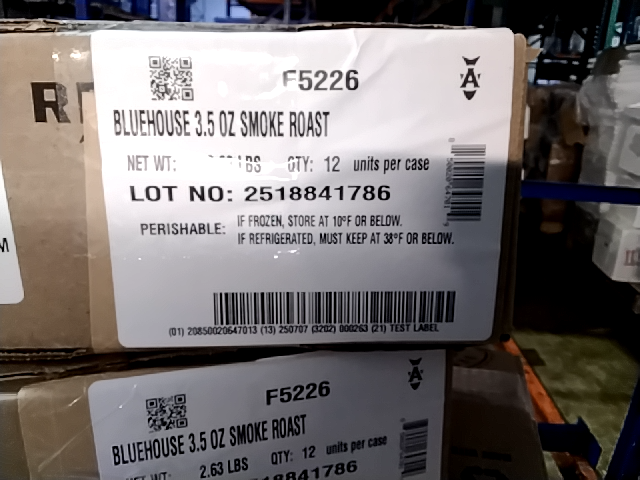 F5226
BLUEHOUSE 3.5 OZ SMOKE ROAST
NET WT: LBS QTY: 12 units per case
LOT NO: 2518841786
PERISHABLE: IF FROZEN, STORE AT 10°F OR BELOW.
IF REFRIGERATED, MUST KEEP AT 38°F OR BELOW.
(01) 20850020647013 (13) 250707 (3202) 000263 (21) TEST LABEL
F5226
BLUEHOUSE 3.5 OZ SMOKE ROAST
NET WT: 2.63 LBS QTY: 12 units per case